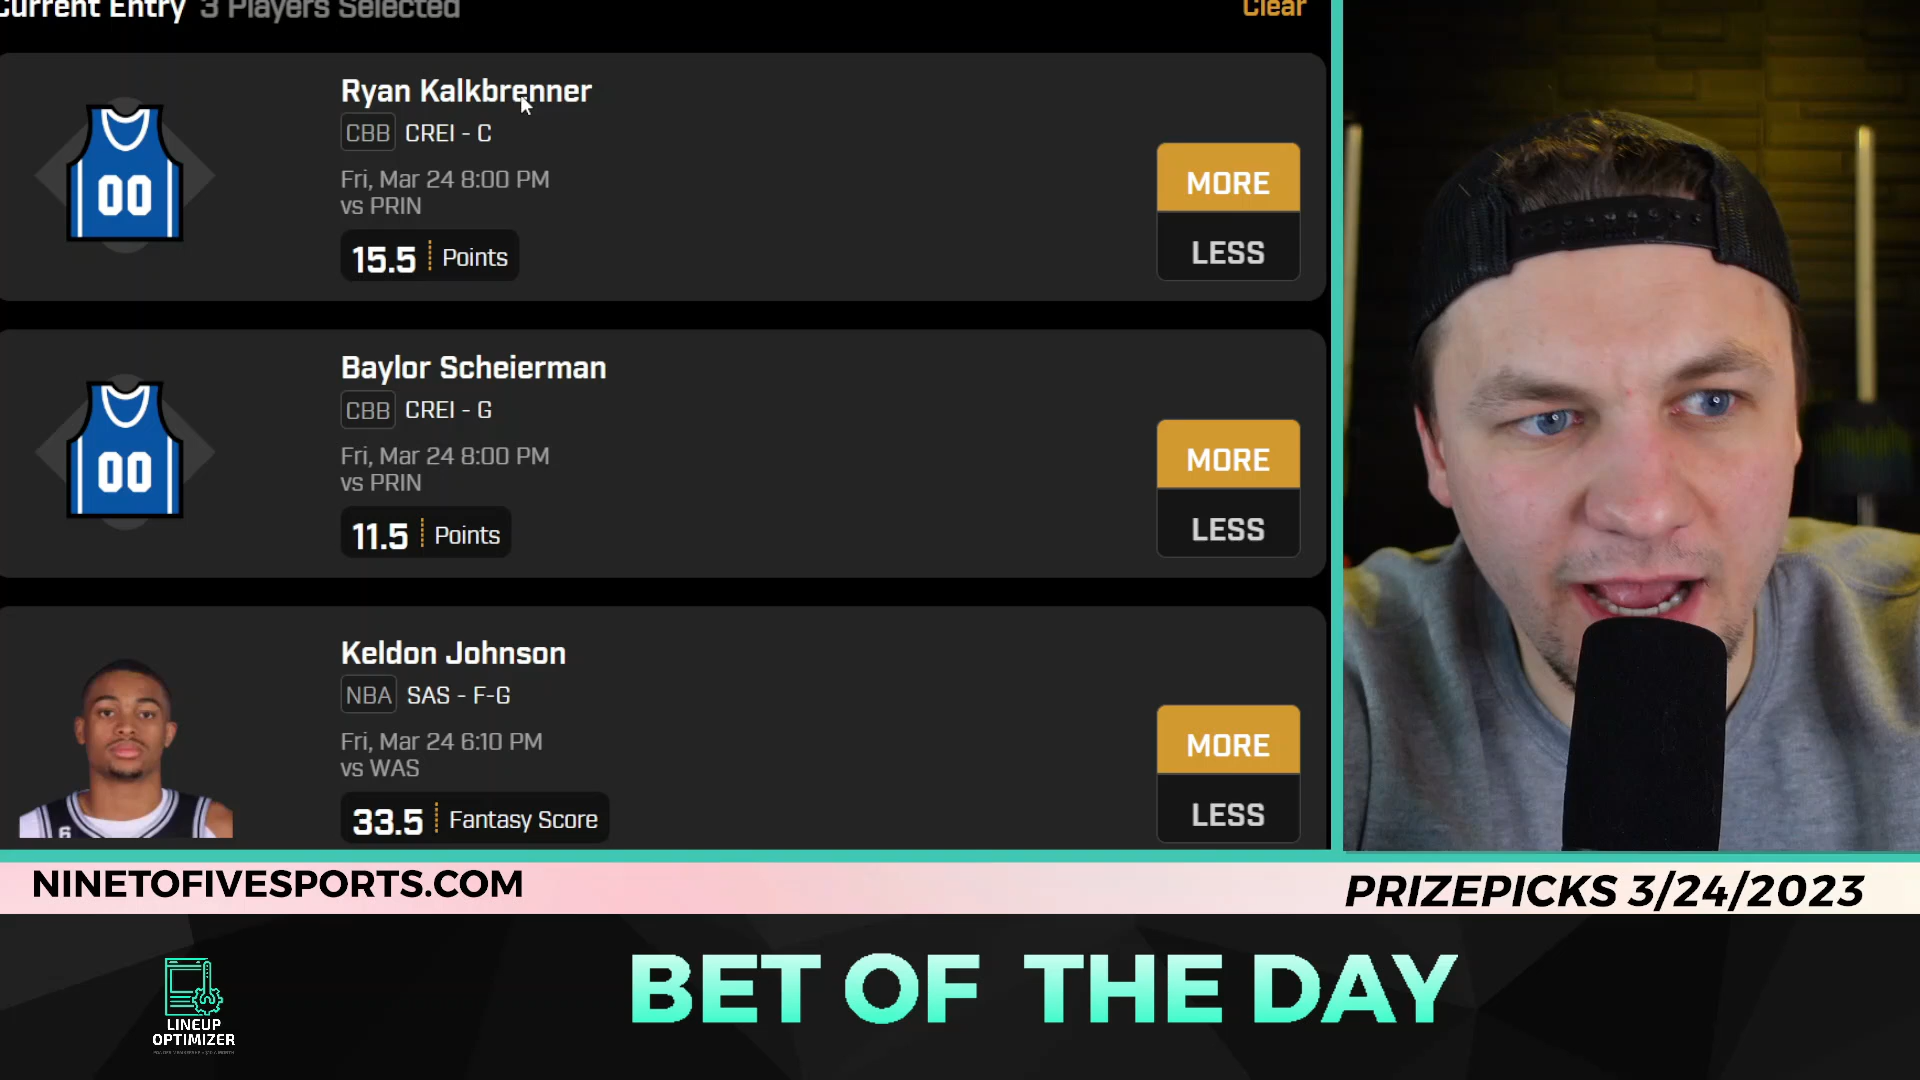 Current Entry 3 Players Selected
Clear
Ryan Kalkbrenner
CBB CREI - C
Fri, Mar 24 8:00 PM
vs PRIN
15.5 Points
00
MORE
LESS
Baylor Scheierman
CBB CREI - G
Fri, Mar 24 8:00 PM
vs PRIN
11.5 Points
00
MORE
LESS
Keldon Johnson
NBA SAS - F-G
Fri, Mar 24 6:10 PM
vs WAS
33.5 Fantasy Score
6
MORE
LESS
NINETOFIVESPORTS.COM
PRIZEPICKS 3/24/2023
LINEUP
OPTIMIZER
BET OF THE DAY